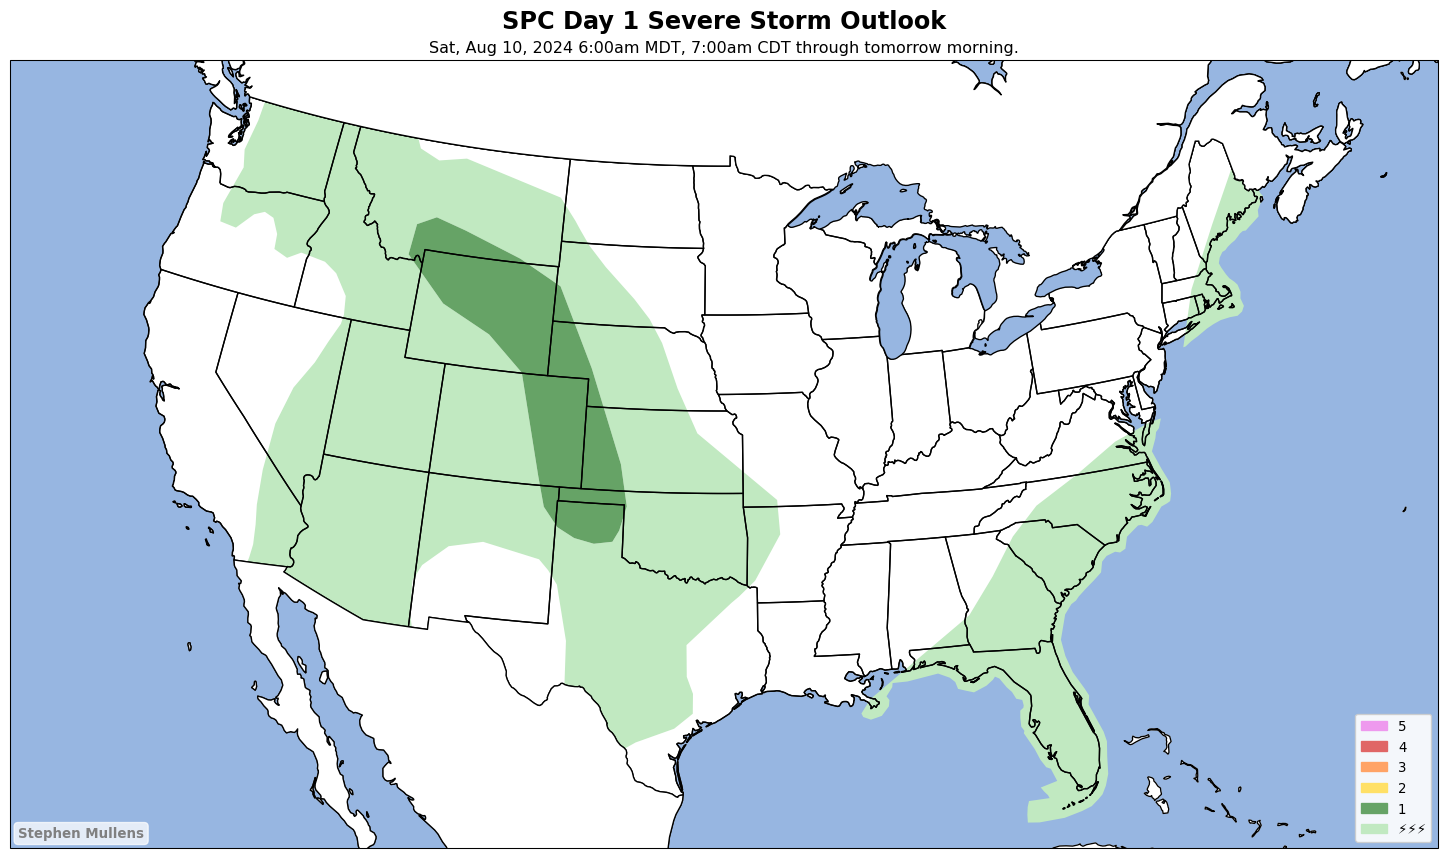 SPC Day 1 Severe Storm Outlook
Sat, Aug 10, 2024 6:00am MDT, 7:00am CDT through tomorrow morning.
5
4
3
2
1
⚡⚡⚡
Stephen Mullens